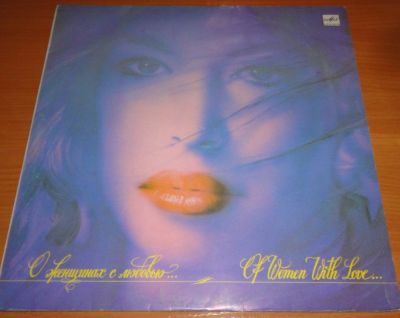 О женщинах с любовью...
Of Women With Love...